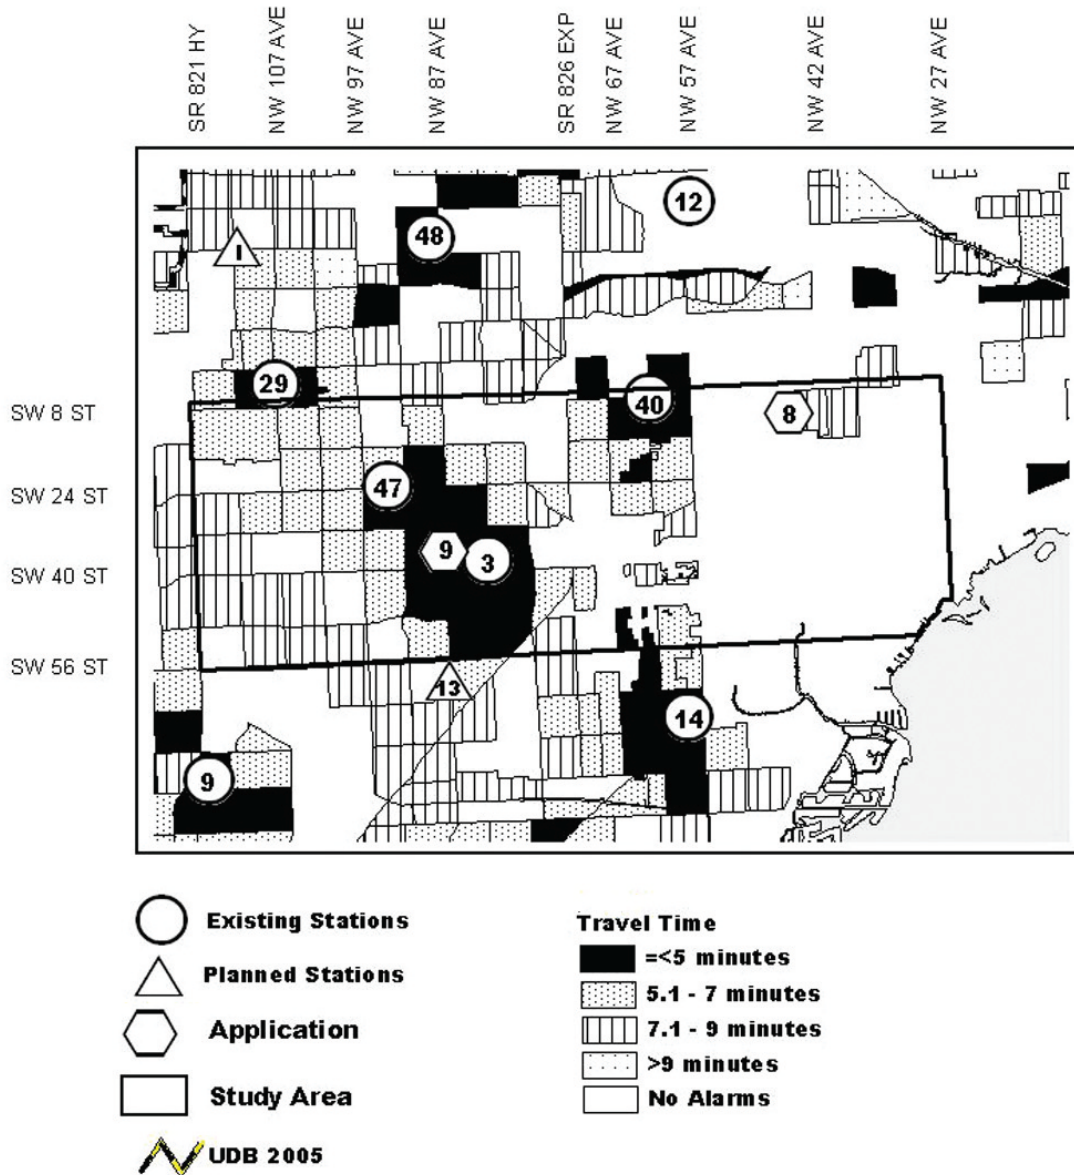 SR 821 HY
NW 107 AVE
NW 97 AVE
NW 87 AVE
SR 826 EXP
NW 67 AVE
NW 57 AVE
NW 42 AVE
NW 27 AVE
12
48
I
29
40
8
SW 8 ST
47
SW 24 ST
9
3
SW 40 ST
SW 56 ST
13
14
9
Existing Stations
Planned Stations
Application
Study Area
UDB 2005
Travel Time
=<5 minutes
5.1 - 7 minutes
7.1 - 9 minutes
>9 minutes
No Alarms